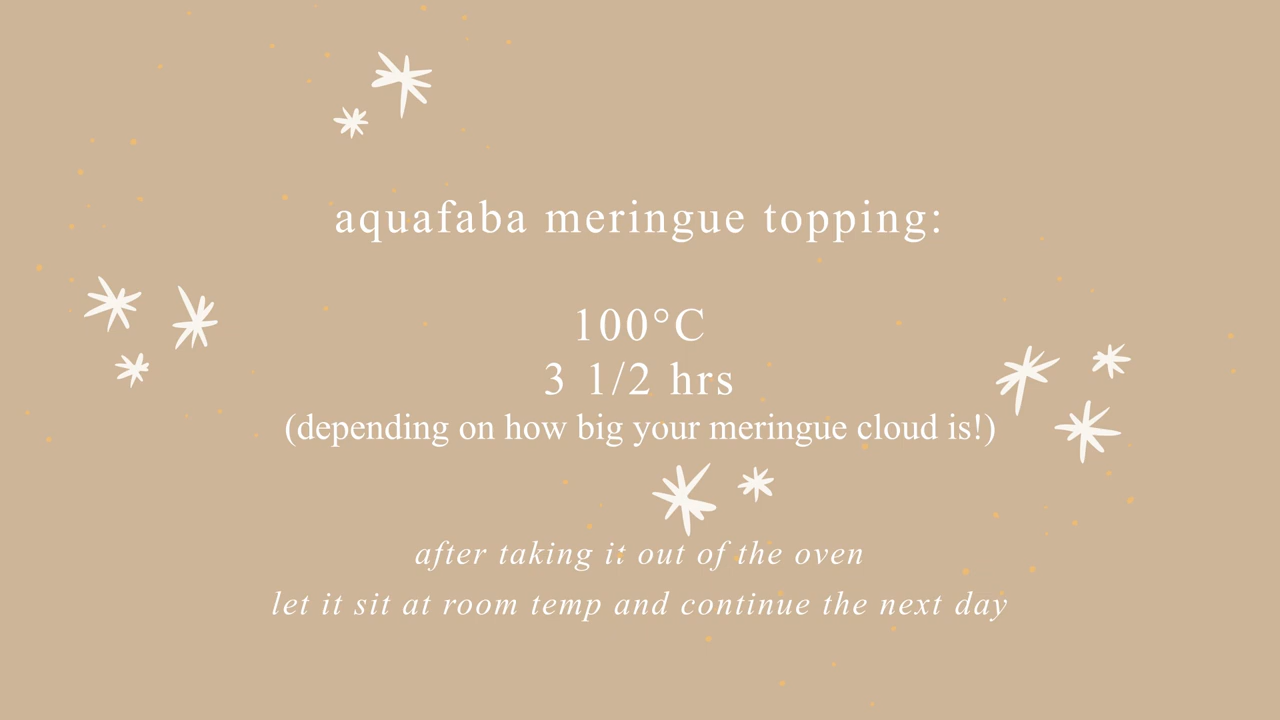 aquafaba meringue topping:
100°C
3 1/2 hrs
(depending on how big your meringue cloud is!)
after taking it out of the oven
let it sit at room temp and continue the next day